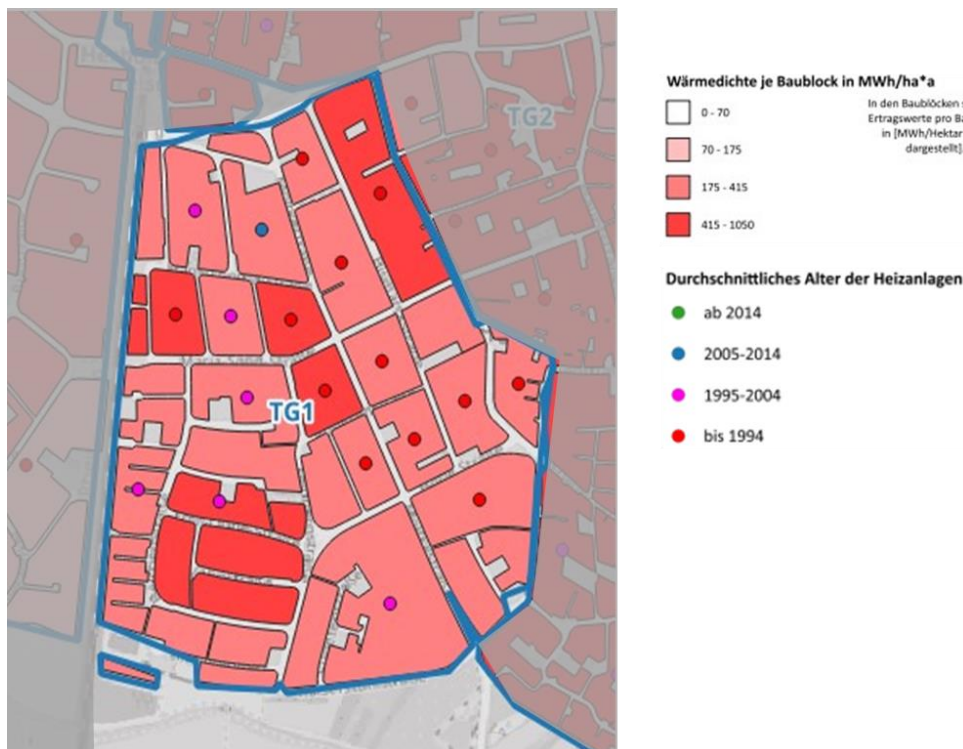 TG2
TG1
Wärmedichte je Baublock in MWh/ha*a
0 - 70
70 - 175
175 - 415
415 - 1050
In den Baublöcken s
Ertragswerte pro Ba
in [MWh/Hektar
dargestellt]
Durchschnittliches Alter der Heizanlagen
ab 2014
2005-2014
1995-2004
bis 1994